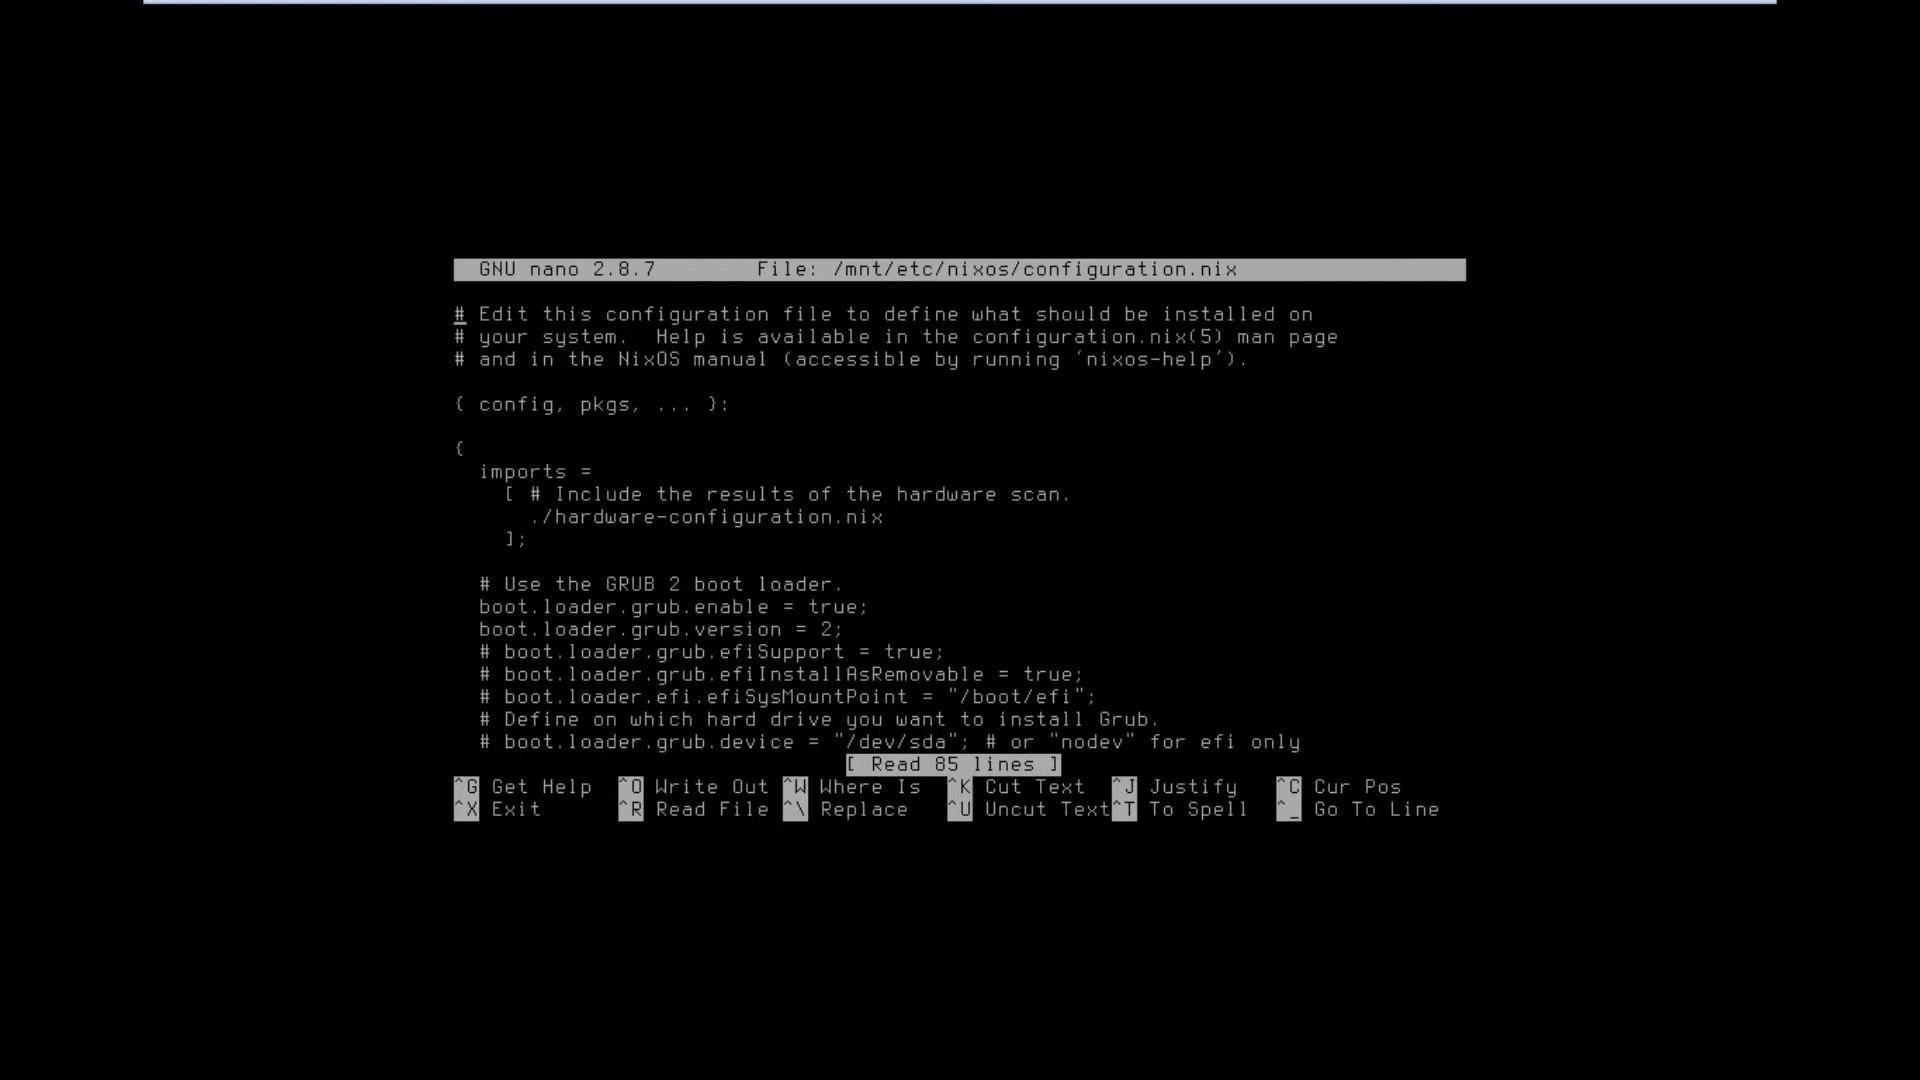 GNU nano 2.8.7 File: /mnt/etc/nixos/configuration.nix
# Edit this configuration file to define what should be installed on
# your system.  Help is available in the configuration.nix(5) man page
# and in the NixOS manual (accessible by running ‘nixos-help’).
{ config, pkgs, ... }:
{
imports =
[ # Include the results of the hardware scan.
./hardware-configuration.nix
];
# Use the GRUB 2 boot loader.
boot.loader.grub.enable = true;
boot.loader.grub.version = 2;
# boot.loader.grub.efiSupport = true;
# boot.loader.grub.efiInstallAsRemovable = true;
# boot.loader.efi.efiSysMountPoint = "/boot/efi";
# Define on which hard drive you want to install Grub.
# boot.loader.grub.device = "/dev/sda"; # or "nodev" for efi only
[ Read 85 lines ]
^G Get Help ^O Write Out ^W Where Is ^K Cut Text ^J Justify ^C Cur Pos
^X Exit ^R Read File ^\ Replace ^U Uncut Text ^T To Spell ^_ Go To Line